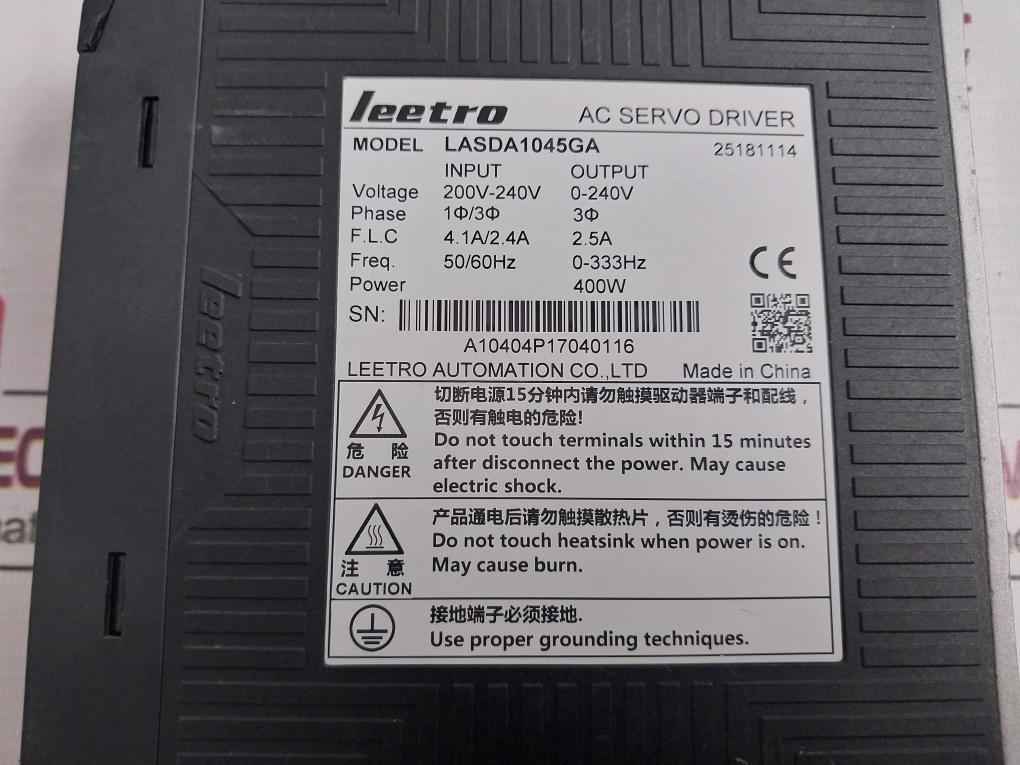 leetro AC SERVO DRIVER
MODEL LASDA1045GA 25181114
INPUT OUTPUT
Voltage 200V-240V 0-240V
Phase 1Φ/3Φ 3Φ
F.L.C 4.1A/2.4A 2.5A
Freq. 50/60Hz 0-333Hz
Power 400W
CE
SN:
A10404P17040116
LEETRO AUTOMATION CO.,LTD Made in China
切断电源15分钟内请勿触摸驱动器端子和配线，
否则有触电的危险!
危 险
DANGER
Do not touch terminals within 15 minutes
after disconnect the power. May cause
electric shock.
产品通电后请勿触摸散热片，否则有烫伤的危险！
注 意
CAUTION
Do not touch heatsink when power is on.
May cause burn.
接地端子必须接地.
Use proper grounding techniques.
leetro